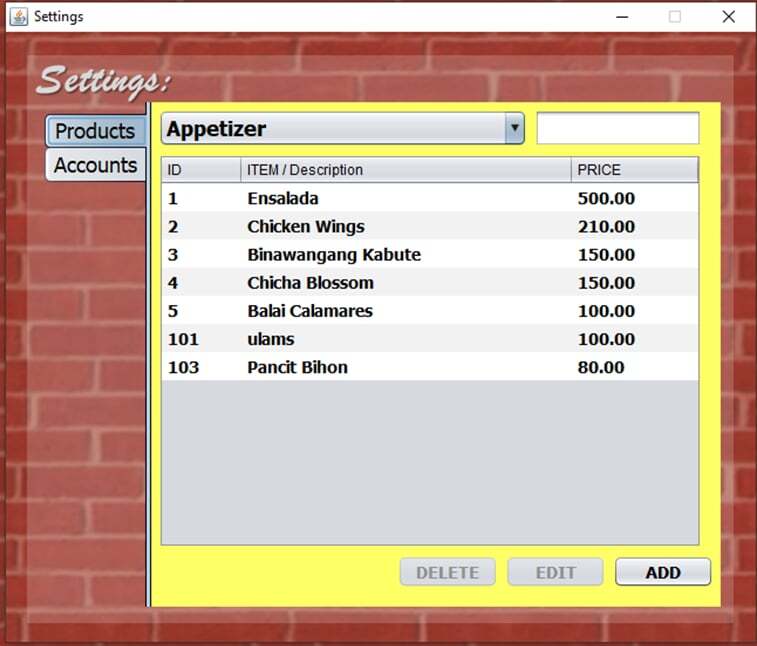 Settings
Settings:
Products
Accounts
Appetizer
ID ITEM / Description PRICE
1 Ensalada 500.00
2 Chicken Wings 210.00
3 Binawangang Kabute 150.00
4 Chicha Blossom 150.00
5 Balai Calamares 100.00
101 ulams 100.00
103 Pancit Bihon 80.00
DELETE EDIT ADD